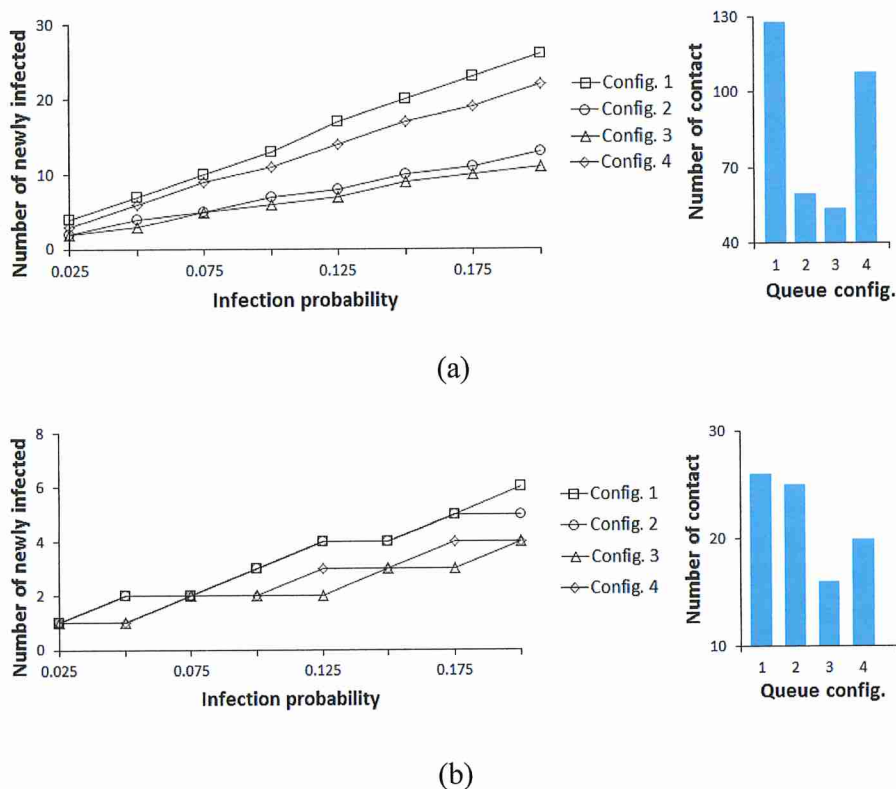 Number of newly infected
30
20
10
0
0.025
0.075
0.125
0.175
Infection probability
Config. 1
Config. 2
Config. 3
Config. 4
Number of contact
130
100
70
40
1 2 3 4
Queue config.
(a)
Number of newly infected
8
6
4
2
0
0.025
0.075
0.125
0.175
Infection probability
Config. 1
Config. 2
Config. 3
Config. 4
Number of contact
30
20
10
1 2 3 4
Queue config.
(b)